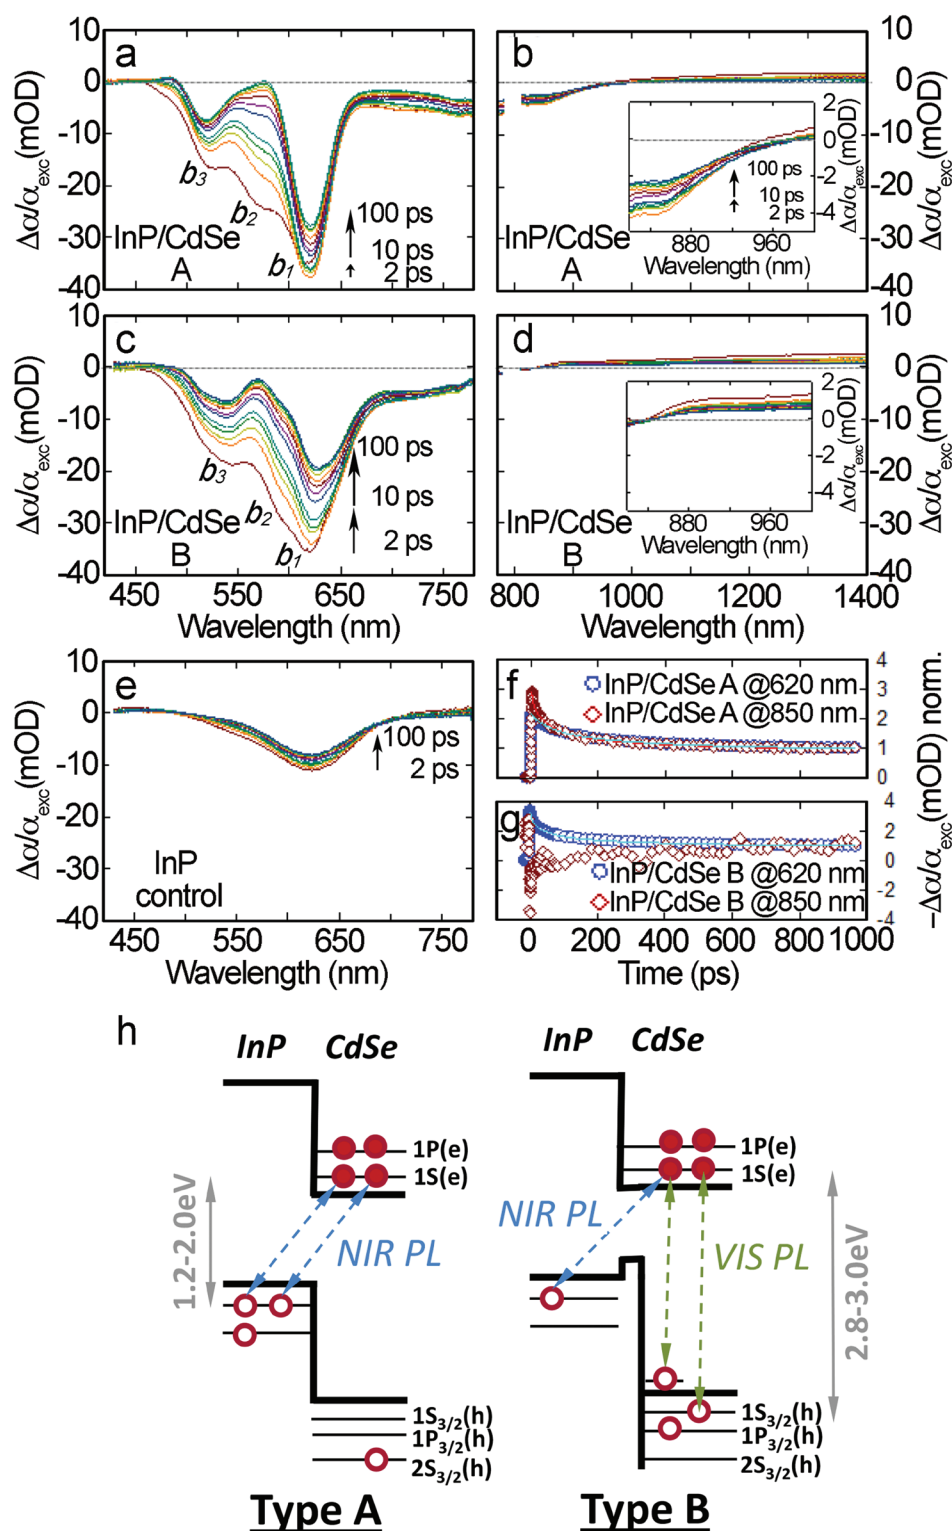 a
10
0
-10
-20
-30
-40
Δα/α_exc(mOD)
b3
b2
b1
InP/CdSe
A
100 ps
10 ps
2 ps
b
10
0
-10
-20
-30
-40
Δα/α_exc(mOD)
InP/CdSe
A
2
0
-2
-4
Δα/α_exc(mOD)
100 ps
10 ps
2 ps
880 960
Wavelength (nm)
c
10
0
-10
-20
-30
-40
Δα/α_exc(mOD)
b3
b2
b1
InP/CdSe
B
100 ps
10 ps
2 ps
450 550 650 750
Wavelength (nm)
d
10
0
-10
-20
-30
-40
Δα/α_exc(mOD)
InP/CdSe
B
2
0
-2
-4
Δα/α_exc(mOD)
880 960
Wavelength (nm)
800 1000 1200 1400
Wavelength (nm)
e
10
0
-10
-20
-30
-40
Δα/α_exc(mOD)
100 ps
2 ps
InP
control
450 550 650 750
Wavelength (nm)
f
InP/CdSe A @620 nm
InP/CdSe A @850 nm
4
3
2
1
0
g
InP/CdSe B @620 nm
InP/CdSe B @850 nm
4
2
0
-2
-4
−Δα/α_exc(mOD) norm.
0 200 400 600 800 1000
Time (ps)
h
InP CdSe
1P(e)
1S(e)
1.2-2.0eV
NIR PL
1S3/2(h)
1P3/2(h)
2S3/2(h)
Type A
InP CdSe
1P(e)
1S(e)
NIR PL
VIS PL
2.8-3.0eV
1S3/2(h)
1P3/2(h)
2S3/2(h)
Type B